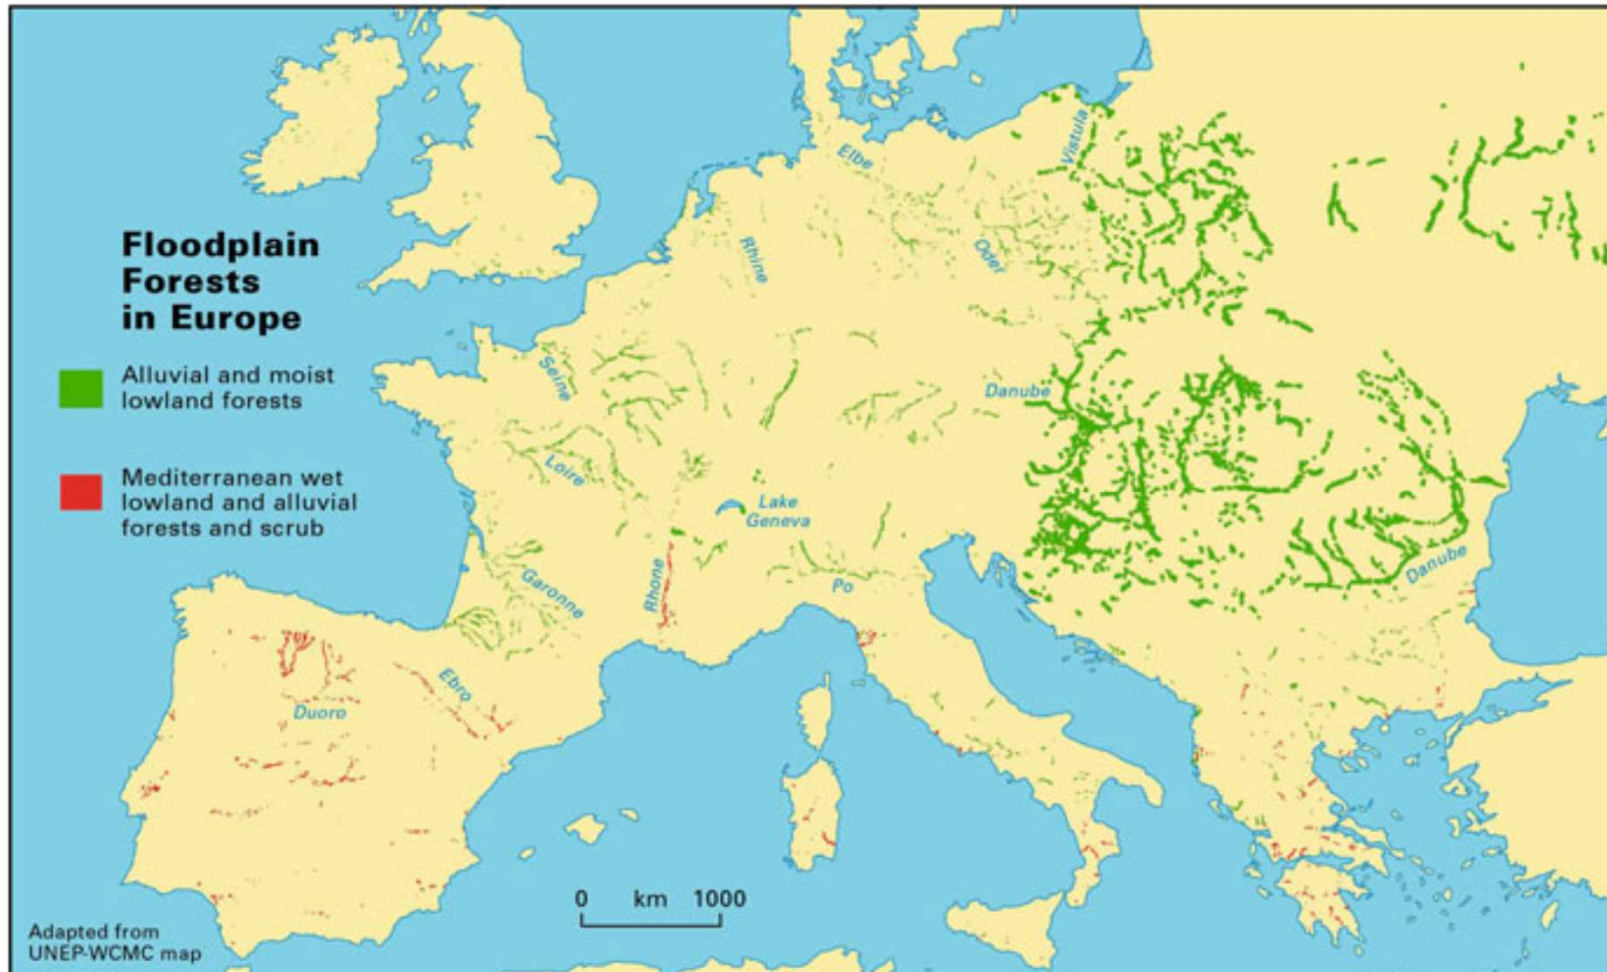 Floodplain
Forests
in Europe
Alluvial and moist
lowland forests
Mediterranean wet
lowland and alluvial
forests and scrub
Elbe
Vistula
Rhine
Oder
Seine
Danube
Loire
Lake
Geneva
Garonne
Rhone
Po
Danube
Ebro
Duoro
0 km 1000
Adapted from
UNEP-WCMC map